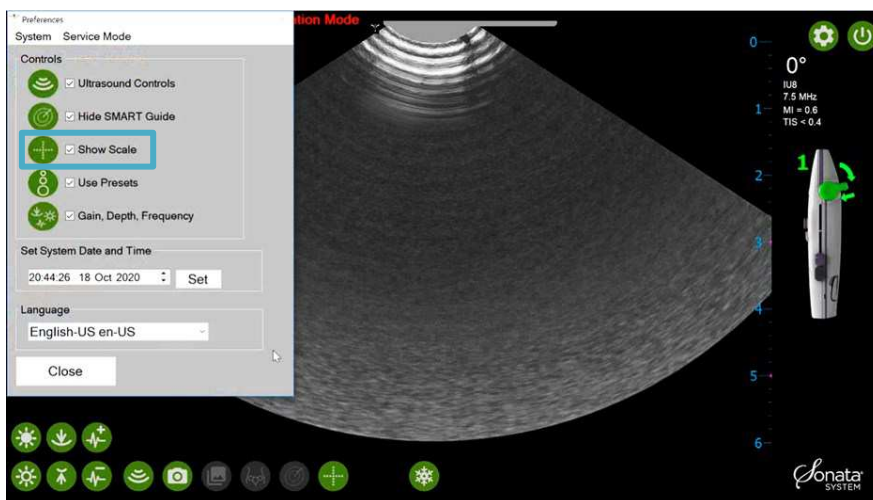 Preferences
System Service Mode
Controls
Ultrasound Controls
Hide SMART Guide
Show Scale
Use Presets
Gain, Depth, Frequency
Set System Date and Time
20:44:26 18 Oct 2020
Set
Language
English-US en-US
Close
Mode
0
1
2
3
4
5
6
0°
IU8
7.5 MHz
MI = 0.6
TIS < 0.4
1
Sonata
SYSTEM